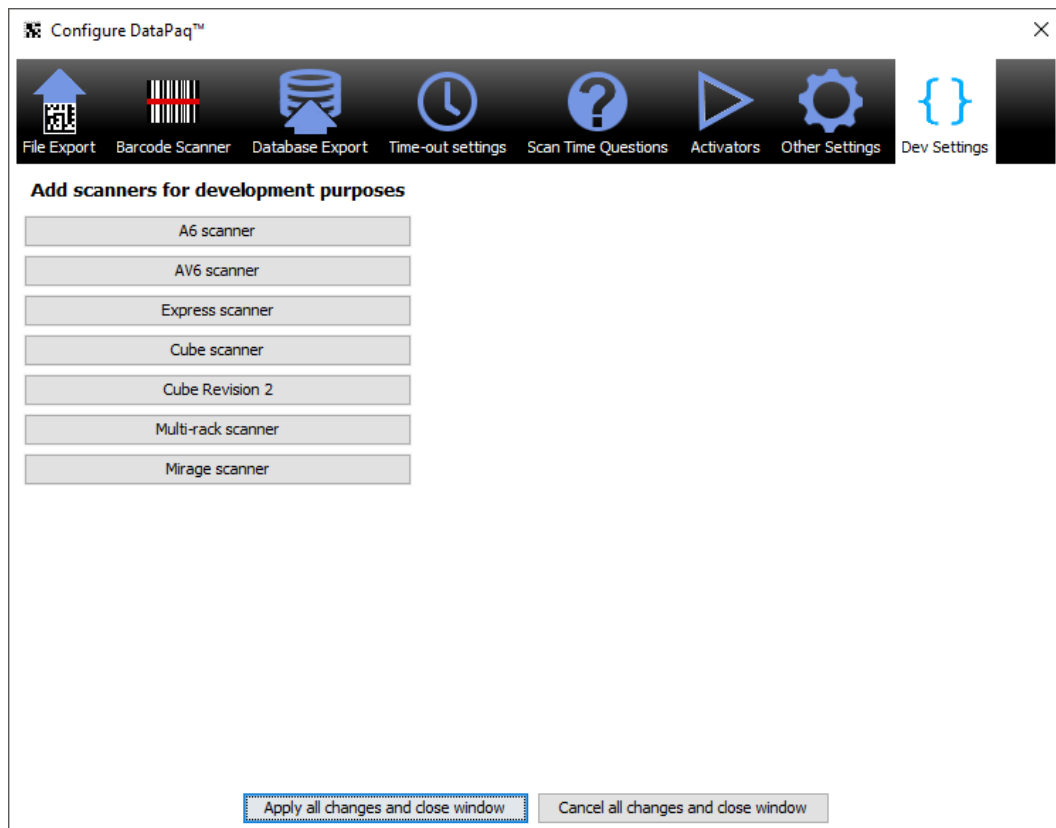 Configure DataPaq™
File Export Barcode Scanner Database Export Time-out settings Scan Time Questions Activators Other Settings Dev Settings
Add scanners for development purposes
A6 scanner
AV6 scanner
Express scanner
Cube scanner
Cube Revision 2
Multi-rack scanner
Mirage scanner
Apply all changes and close window Cancel all changes and close window